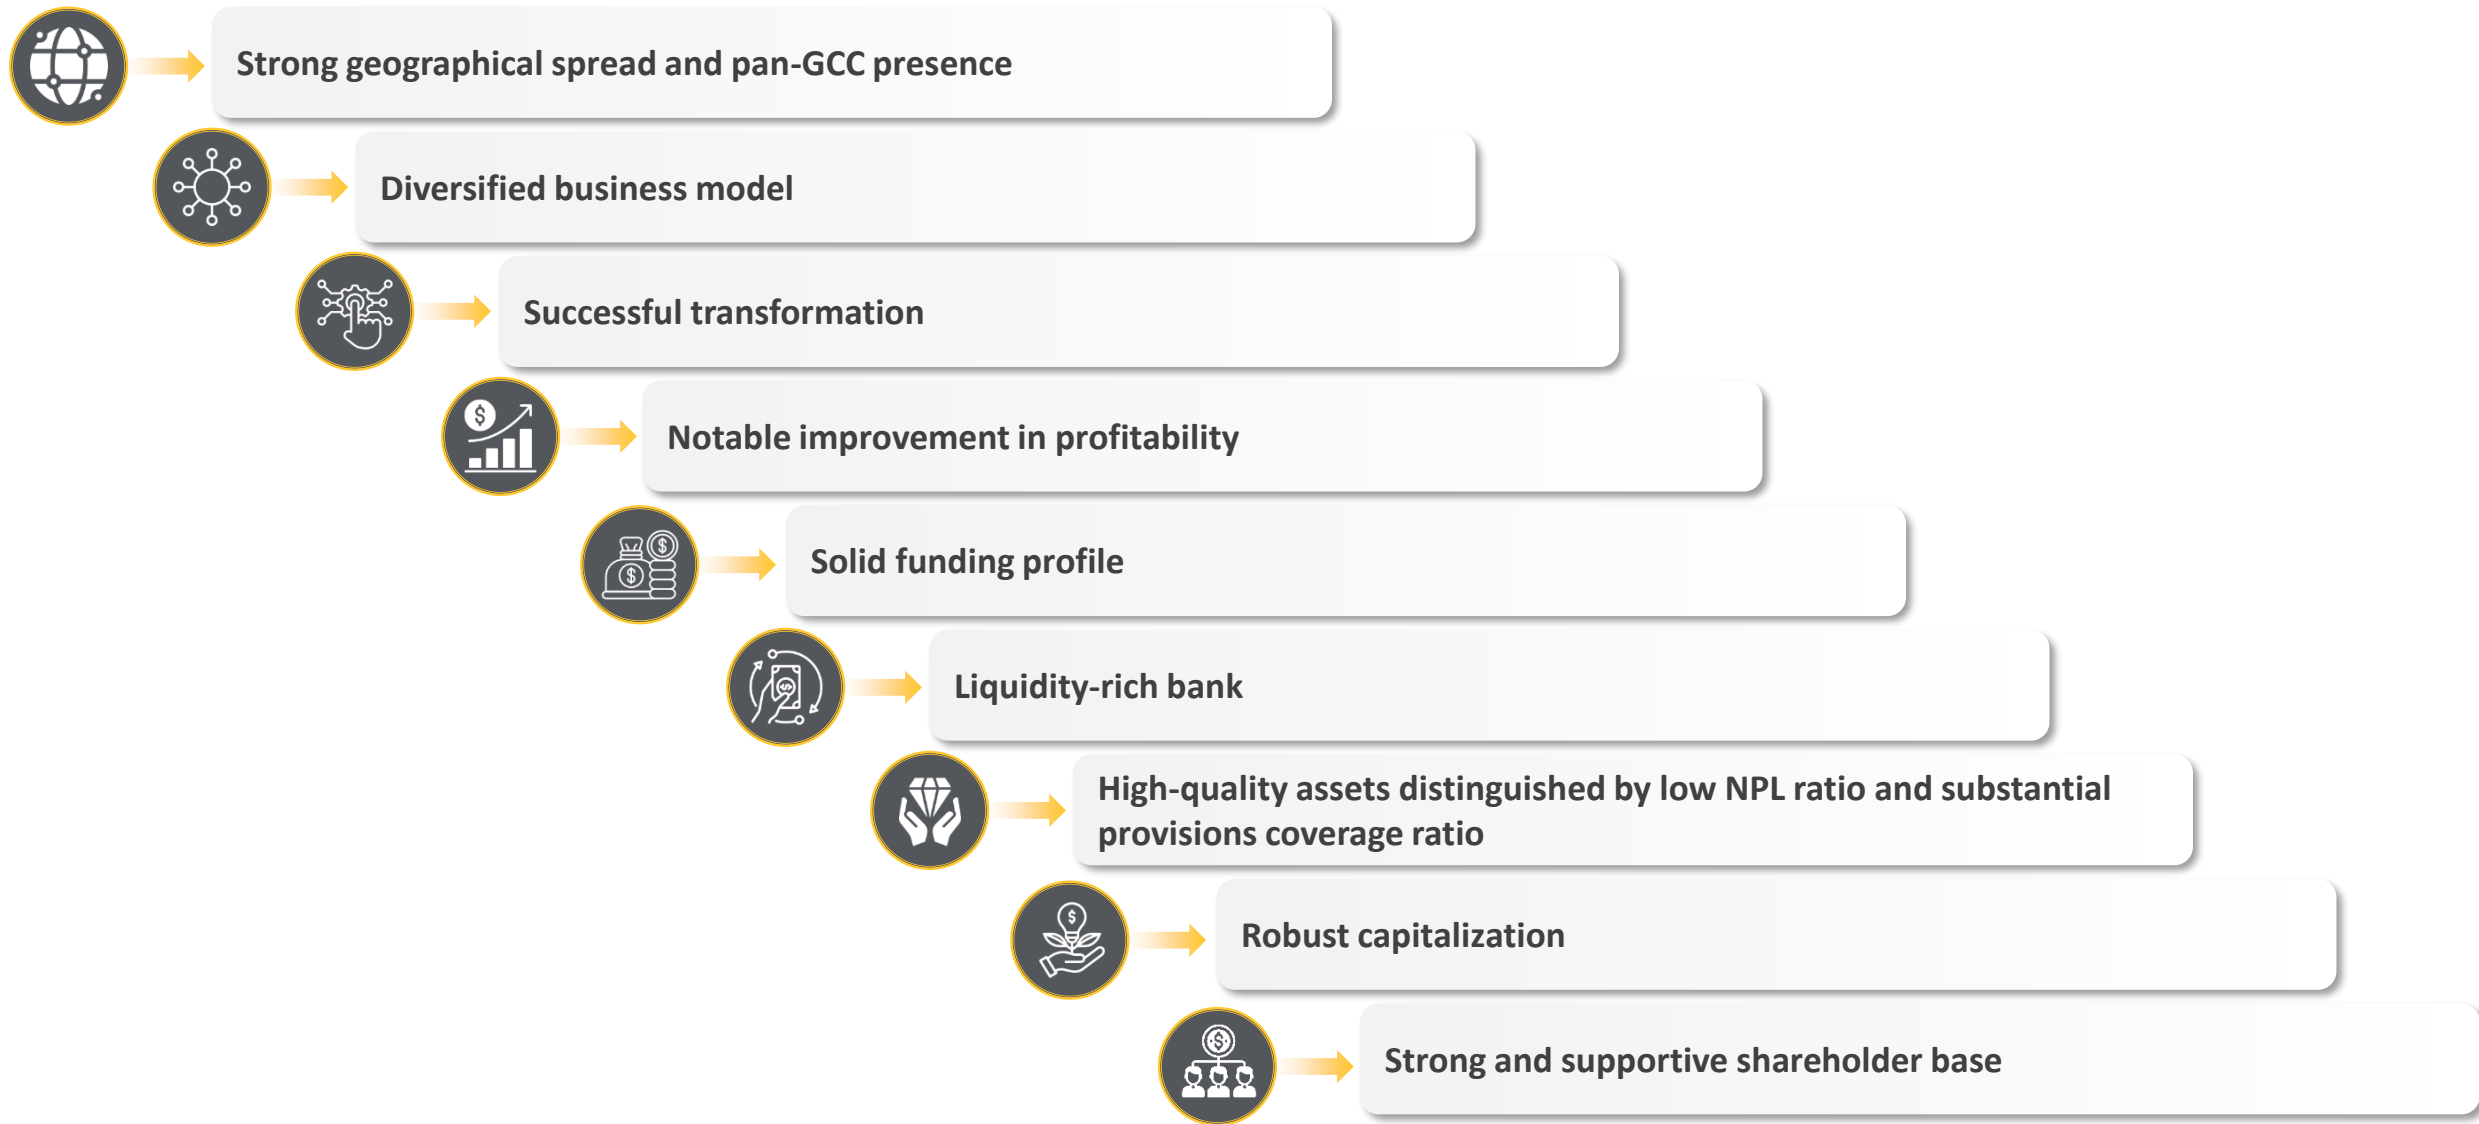 Strong geographical spread and pan-GCC presence
Diversified business model
Successful transformation
$
Notable improvement in profitability
$
$
Solid funding profile
$
Liquidity-rich bank
High-quality assets distinguished by low NPL ratio and substantial
provisions coverage ratio
$
Robust capitalization
$
Strong and supportive shareholder base